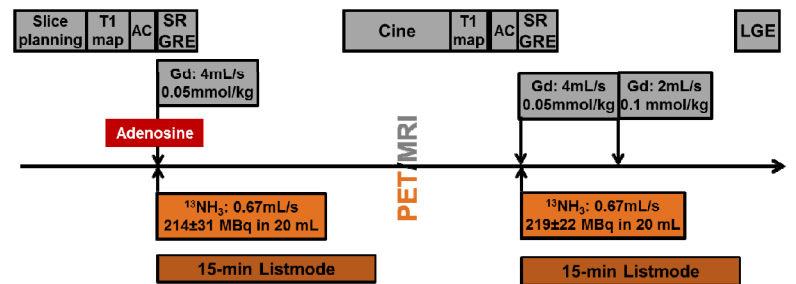 Slice planning
T1 map
AC
SR GRE
Cine
T1 map
AC
SR GRE
LGE
Gd: 4mL/s
0.05mmol/kg
Gd: 4mL/s
0.05mmol/kg
Gd: 2mL/s
0.1 mmol/kg
Adenosine
PET/MRI
¹³NH₃: 0.67mL/s
214±31 MBq in 20 mL
¹³NH₃: 0.67mL/s
219±22 MBq in 20 mL
15-min Listmode
15-min Listmode